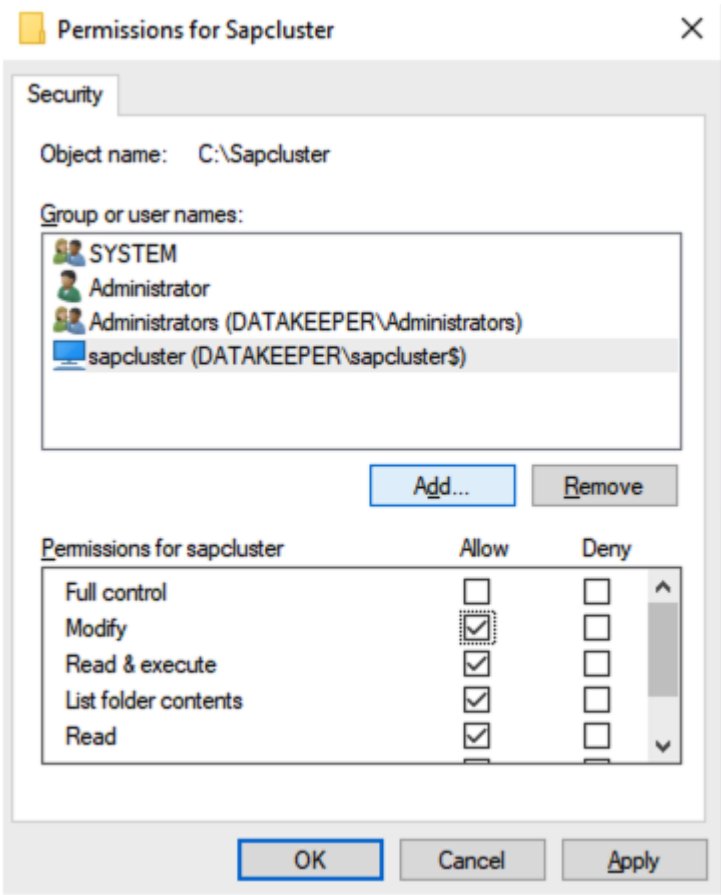 Permissions for Sapcluster
Security
Object name: C:\Sapcluster
Group or user names:
SYSTEM
Administrator
Administrators (DATAKEEPER\Administrators)
sapcluster (DATAKEEPER\sapcluster$)
Add... Remove
Permissions for sapcluster Allow Deny
Full control
Modify
Read & execute
List folder contents
Read
OK Cancel Apply